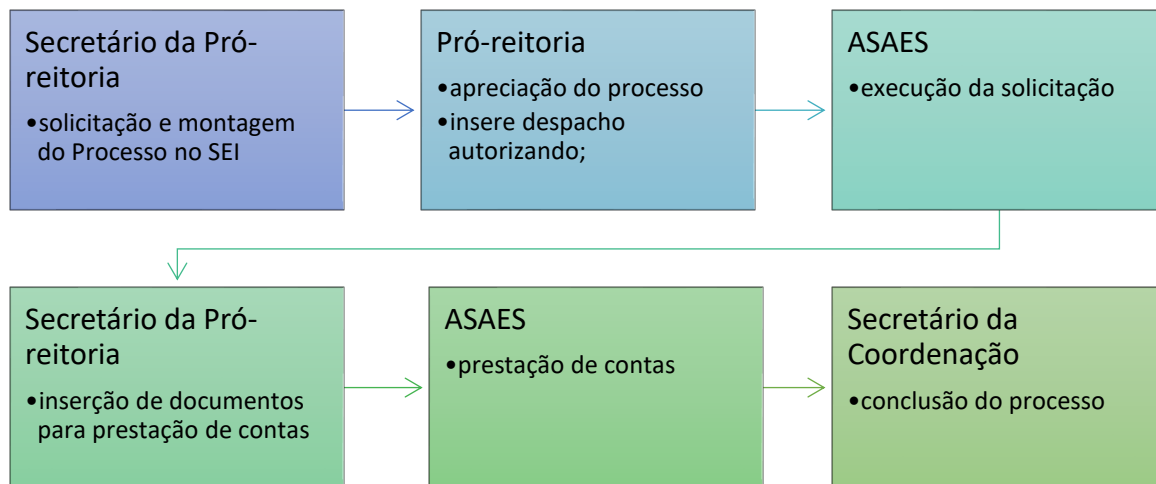 Secretário da Pró-
reitoria
•solicitação e montagem
do Processo no SEI
Pró-reitoria
•apreciação do processo
•insere despacho
autorizando;
ASAES
•execução da solicitação
Secretário da Pró-
reitoria
•inserção de documentos
para prestação de contas
ASAES
•prestação de contas
Secretário da
Coordenação
•conclusão do processo